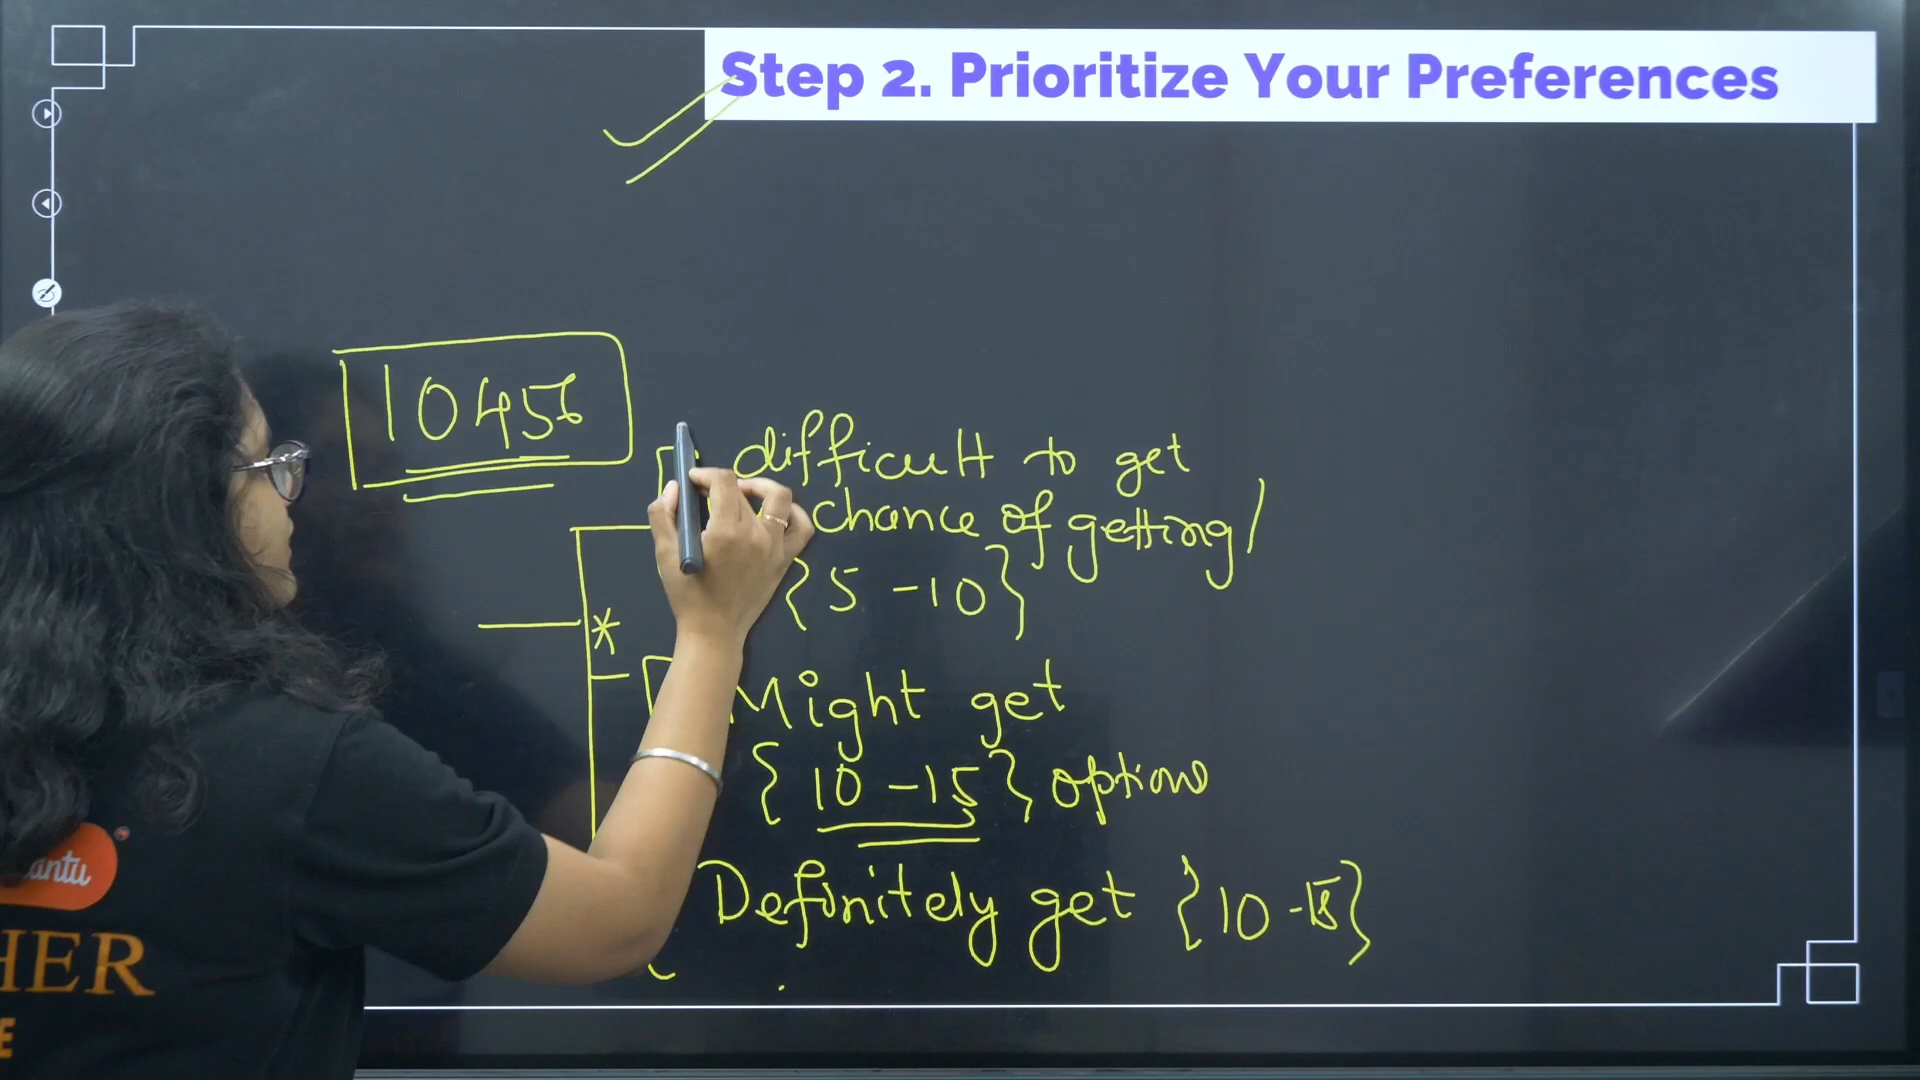 Step 2. Prioritize Your Preferences
10456
difficult to get
chance of getting/
{5-10}
*
Might get
{10-15} options
Definitely get {10-15}
antu
HER
E